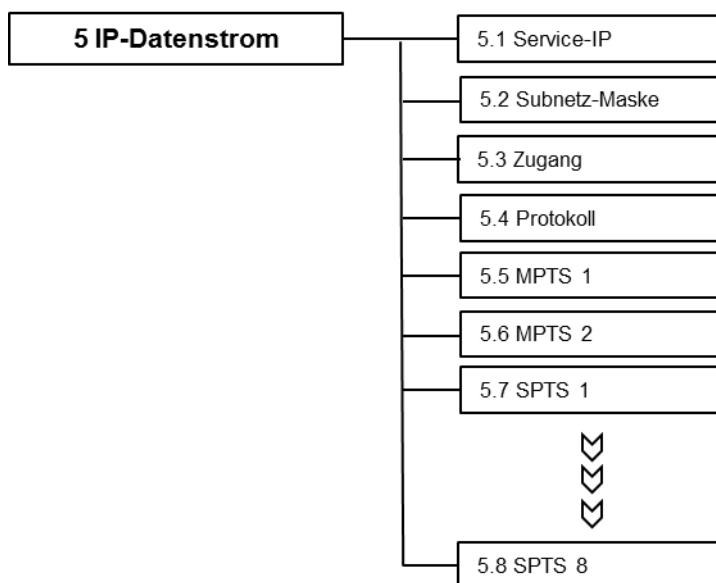 5 IP-Datenstrom
5.1 Service-IP
5.2 Subnetz-Maske
5.3 Zugang
5.4 Protokoll
5.5 MPTS 1
5.6 MPTS 2
5.7 SPTS 1
5.8 SPTS 8